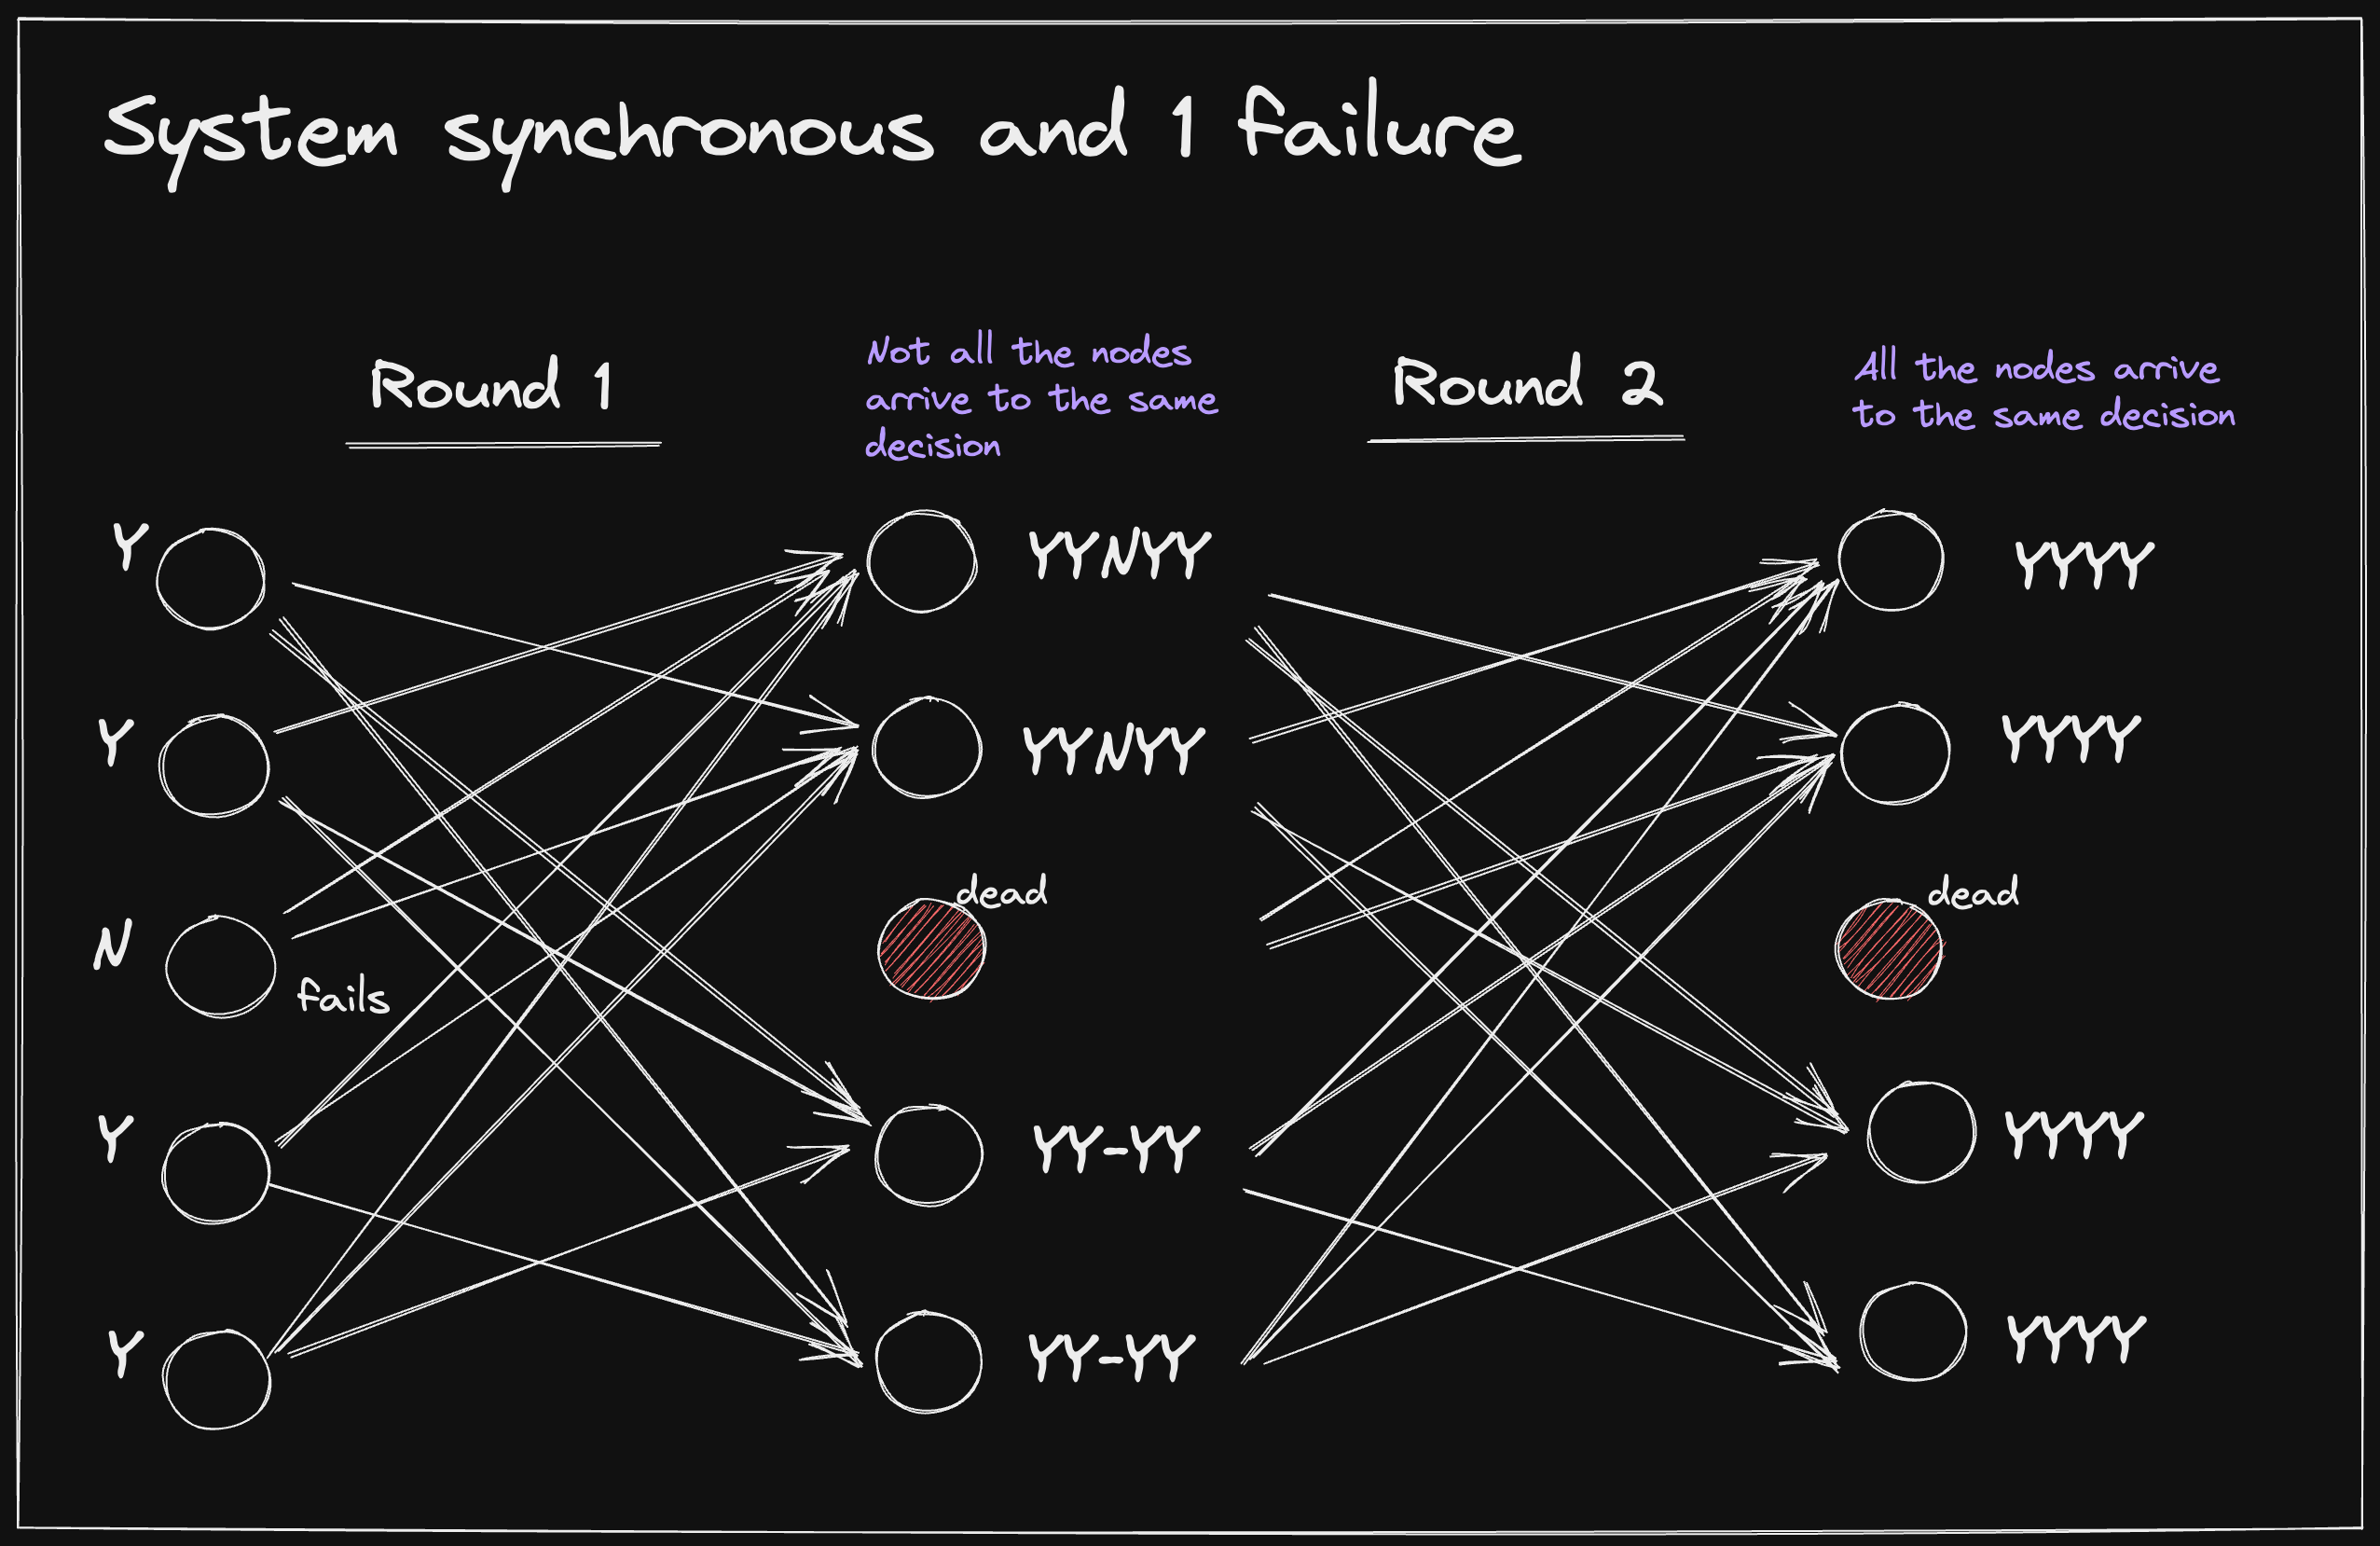 System synchronous and 1 failure
Round 1
Not all the nodes
arrive to the same
decision
Round 2
All the nodes arrive
to the same decision
Y
YYNYY
YYYY
Y
YYNYY
YYYY
N
fails
dead
dead
Y
YY-YY
YYYY
Y
YY-YY
YYYY